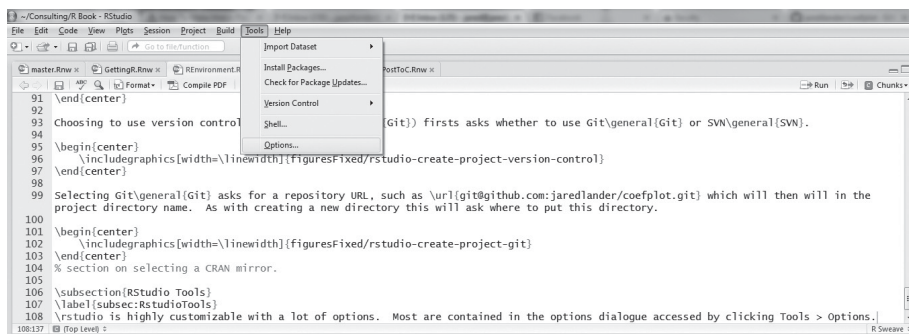 ~/Consulting/R Book - RStudio
File Edit Code View Plots Session Project Build Tools Help
Go to file/function
Import Dataset
Install Packages...
Check for Package Updates...
Version Control
Shell...
Options...
master.Rnw × GettingR.Rnw × REnvironment.R PostToC.Rnw ×
Format Compile PDF Run Chunks
91 \end{center}
92
93 Choosing to use version control {Git}) firsts asks whether to use Git\general{Git} or SVN\general{SVN}.
94
95 \begin{center}
96 \includegraphics[width=\linewidth]{figuresFixed/rstudio-create-project-version-control}
97 \end{center}
98
99 Selecting Git\general{Git} asks for a repository URL, such as \url{git@github.com:jaredlander/coefplot.git} which will then will in the
project directory name. As with creating a new directory this will ask where to put this directory.
100
101 \begin{center}
102 \includegraphics[width=\linewidth]{figuresFixed/rstudio-create-project-git}
103 \end{center}
104 % section on selecting a CRAN mirror.
105
106 \subsection{RStudio Tools}
107 \label{subsec:RstudioTools}
108 \rstudio is highly customizable with a lot of options. Most are contained in the options dialogue accessed by clicking Tools > Options.
108:137 (Top Level) R Sweave